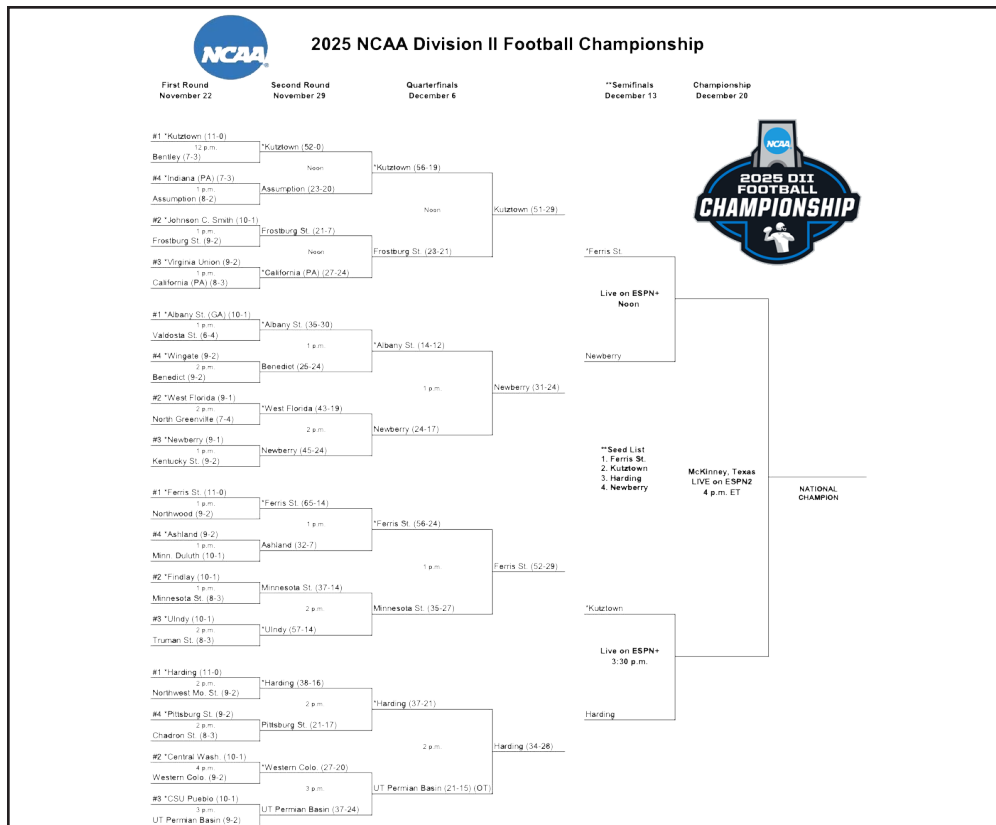 NCAA
2025 NCAA Division II Football Championship
First Round
November 22
Second Round
November 29
Quarterfinals
December 6
**Semifinals
December 13
Championship
December 20
#1 *Kutztown (11-0)
12 p.m.
Bentley (7-3)
#4 *Indiana (PA) (7-3)
1 p.m.
Assumption (8-2)
#2 *Johnson C. Smith (10-1)
1 p.m.
Frostburg St. (9-2)
#3 *Virginia Union (9-2)
1 p.m.
California (PA) (8-3)
*Kutztown (52-0)
Noon
Assumption (23-20)
Frostburg St. (21-7)
Noon
*California (PA) (27-24)
*Kutztown (56-19)
Noon
Frostburg St. (23-21)
Kutztown (51-29)
#1 *Albany St. (GA) (10-1)
1 p.m.
Valdosta St. (6-4)
#4 *Wingate (9-2)
2 p.m.
Benedict (9-2)
#2 *West Florida (9-1)
2 p.m.
North Greenville (7-4)
#3 *Newberry (9-1)
1 p.m.
Kentucky St. (9-2)
*Albany St. (35-30)
1 p.m.
Benedict (25-24)
*West Florida (43-19)
2 p.m.
Newberry (45-24)
*Albany St. (14-12)
1 p.m.
Newberry (24-17)
Newberry (31-24)
#1 *Ferris St. (11-0)
1 p.m.
Northwood (9-2)
#4 *Ashland (9-2)
1 p.m.
Minn. Duluth (10-1)
#2 *Findlay (10-1)
1 p.m.
Minnesota St. (8-3)
#3 *UIndy (10-1)
2 p.m.
Truman St. (8-3)
*Ferris St. (65-14)
1 p.m.
Ashland (32-7)
Minnesota St. (37-14)
2 p.m.
*UIndy (57-14)
*Ferris St. (56-24)
1 p.m.
Minnesota St. (35-27)
Ferris St. (52-29)
#1 *Harding (11-0)
2 p.m.
Northwest Mo. St. (9-2)
#4 *Pittsburg St. (9-2)
2 p.m.
Chadron St. (8-3)
#2 *Central Wash. (10-1)
4 p.m.
Western Colo. (9-2)
#3 *CSU Pueblo (10-1)
3 p.m.
UT Permian Basin (9-2)
*Harding (38-16)
2 p.m.
Pittsburg St. (21-17)
*Western Colo. (27-20)
3 p.m.
UT Permian Basin (37-24)
*Harding (37-21)
2 p.m.
UT Permian Basin (21-15) (OT)
Harding (34-26)
*Ferris St.
Live on ESPN+
Noon
Newberry
**Seed List
1. Ferris St.
2. Kutztown
3. Harding
4. Newberry
*Kutztown
Live on ESPN+
3:30 p.m.
Harding
McKinney, Texas
LIVE on ESPN2
4 p.m. ET
NATIONAL
CHAMPION
NCAA
2025 DII
FOOTBALL
CHAMPIONSHIP